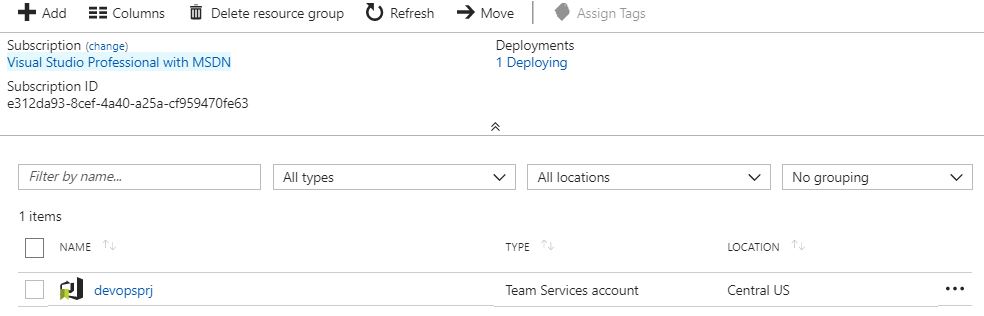 Add Columns Delete resource group Refresh Move Assign Tags
Subscription (change) Deployments
Visual Studio Professional with MSDN 1 Deploying
Subscription ID
e312da93-8cef-4a40-a25a-cf959470fe63
Filter by name... All types All locations No grouping
1 items
NAME TYPE LOCATION
devopsprj Team Services account Central US